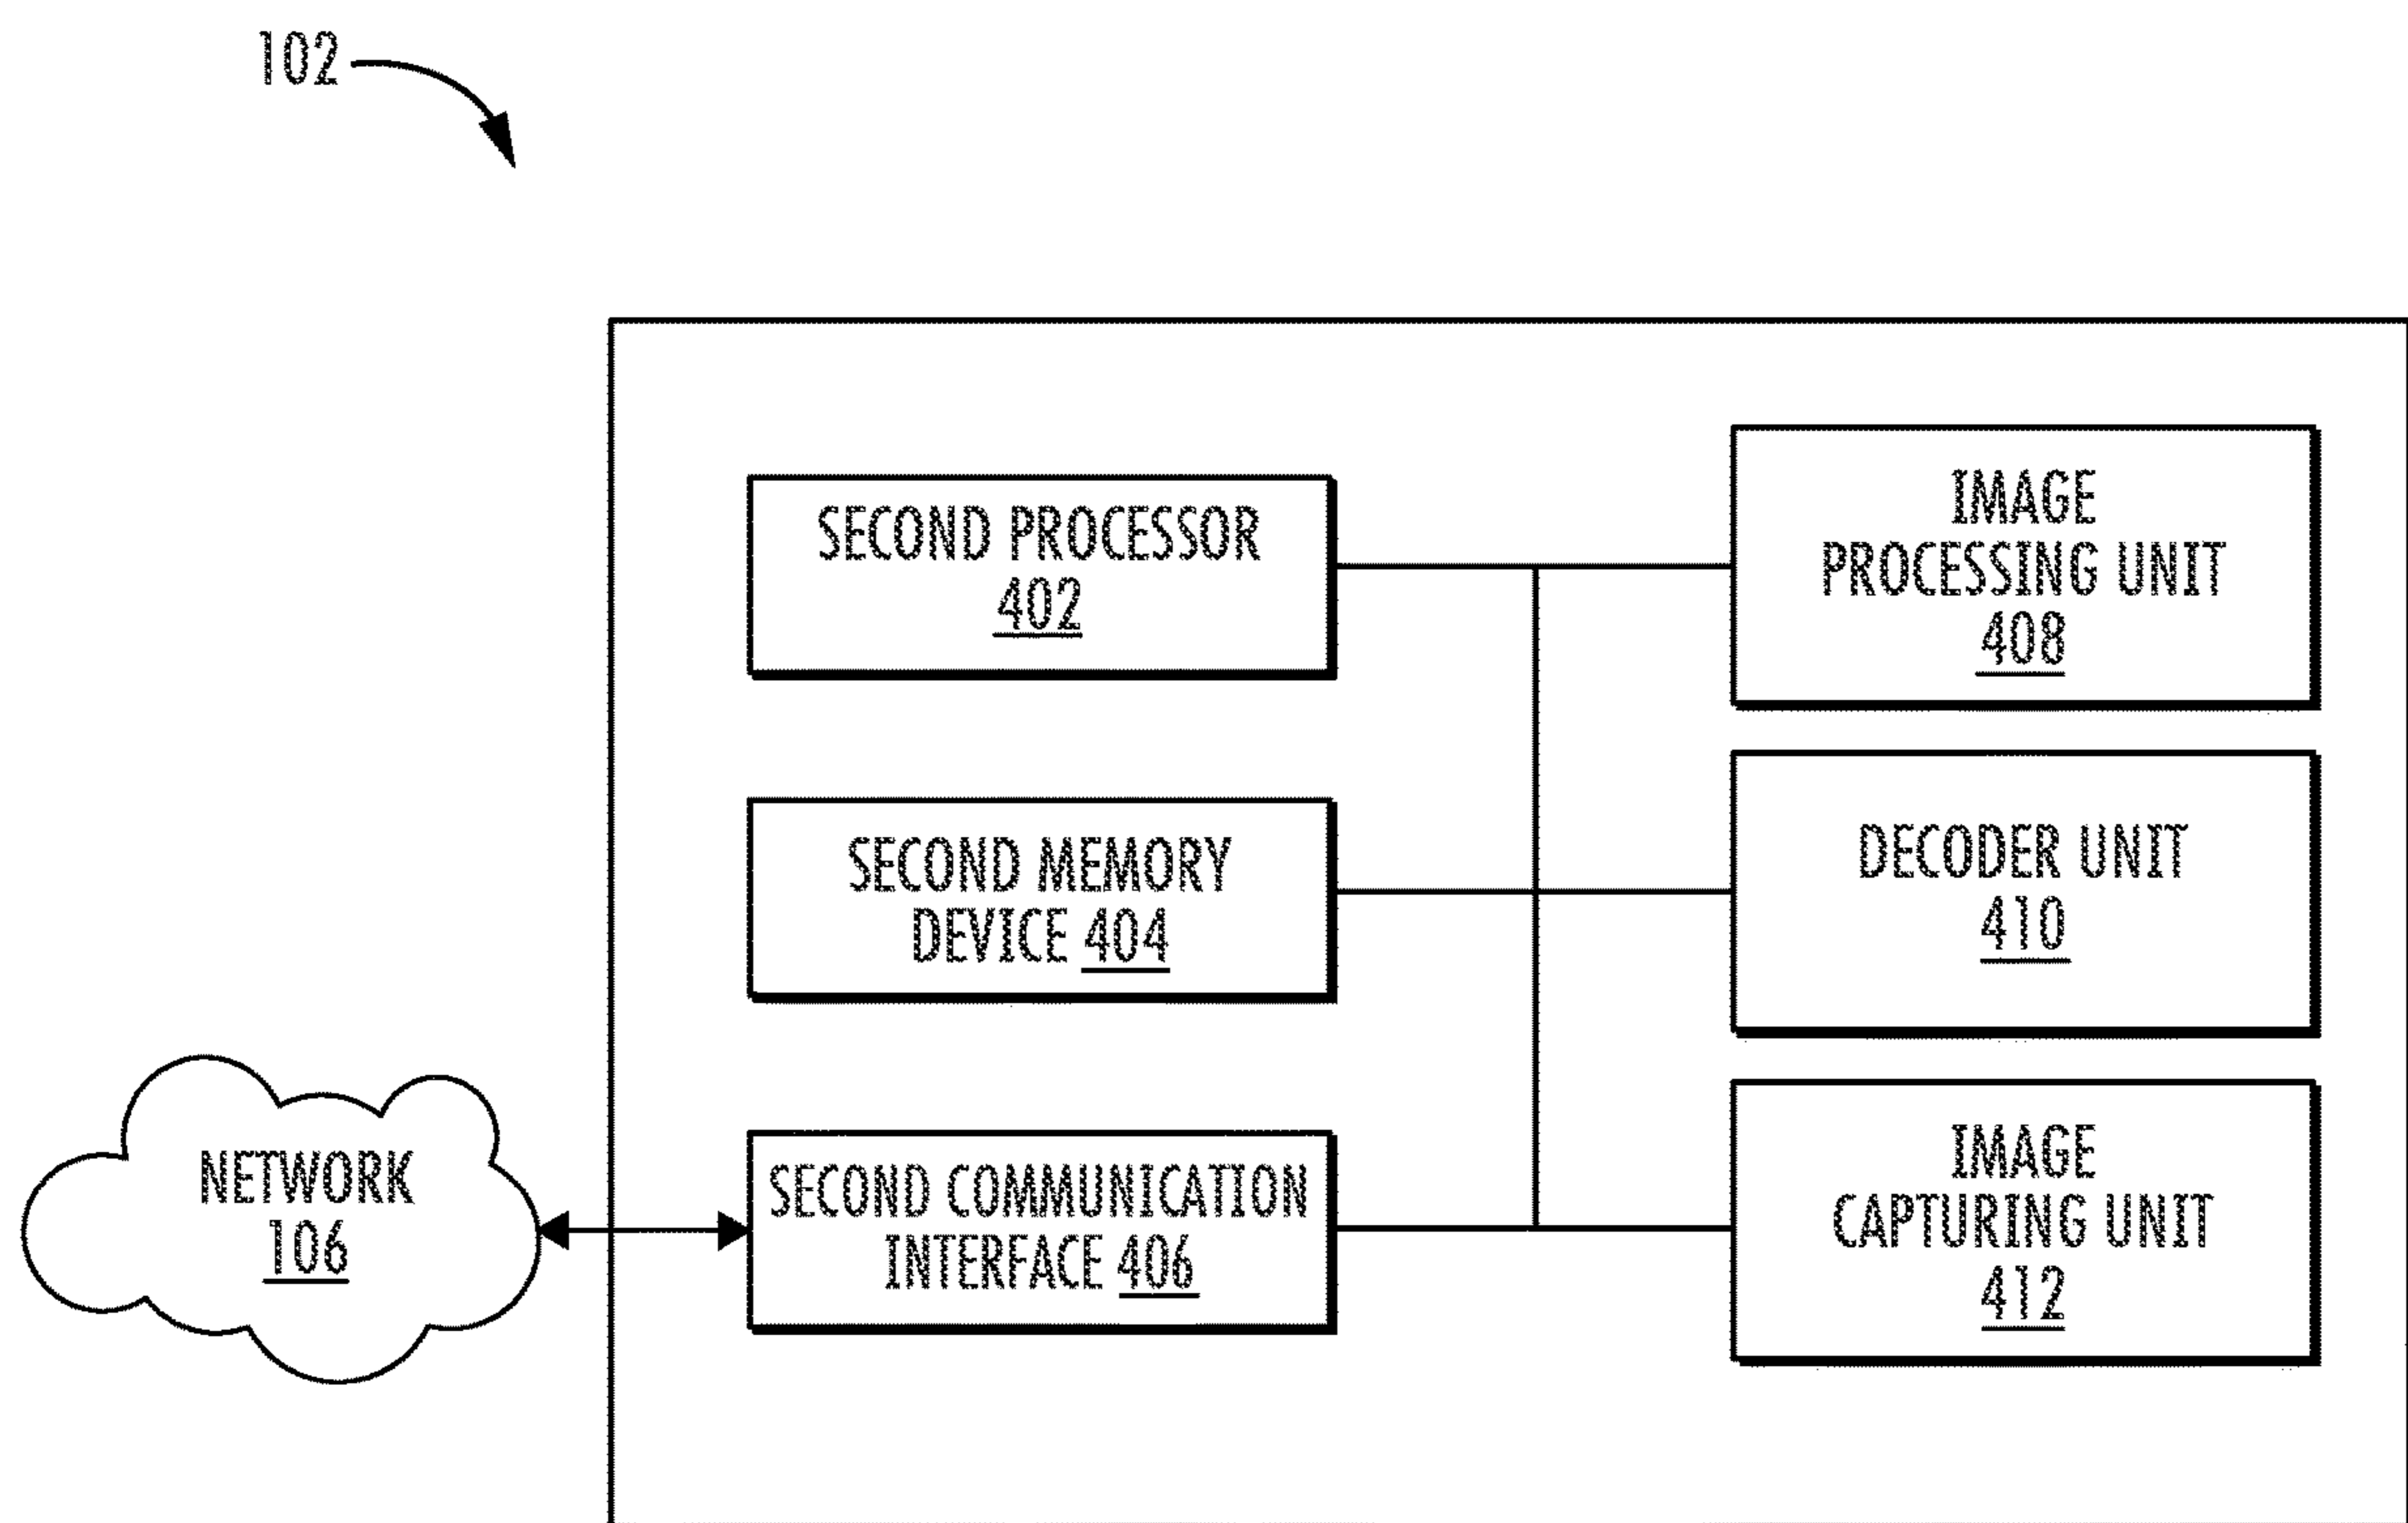 102
SECOND PROCESSOR
402
IMAGE
PROCESSING UNIT
408
SECOND MEMORY
DEVICE 404
DECODER UNIT
410
NETWORK
106
SECOND COMMUNICATION
INTERFACE 406
IMAGE
CAPTURING UNIT
412